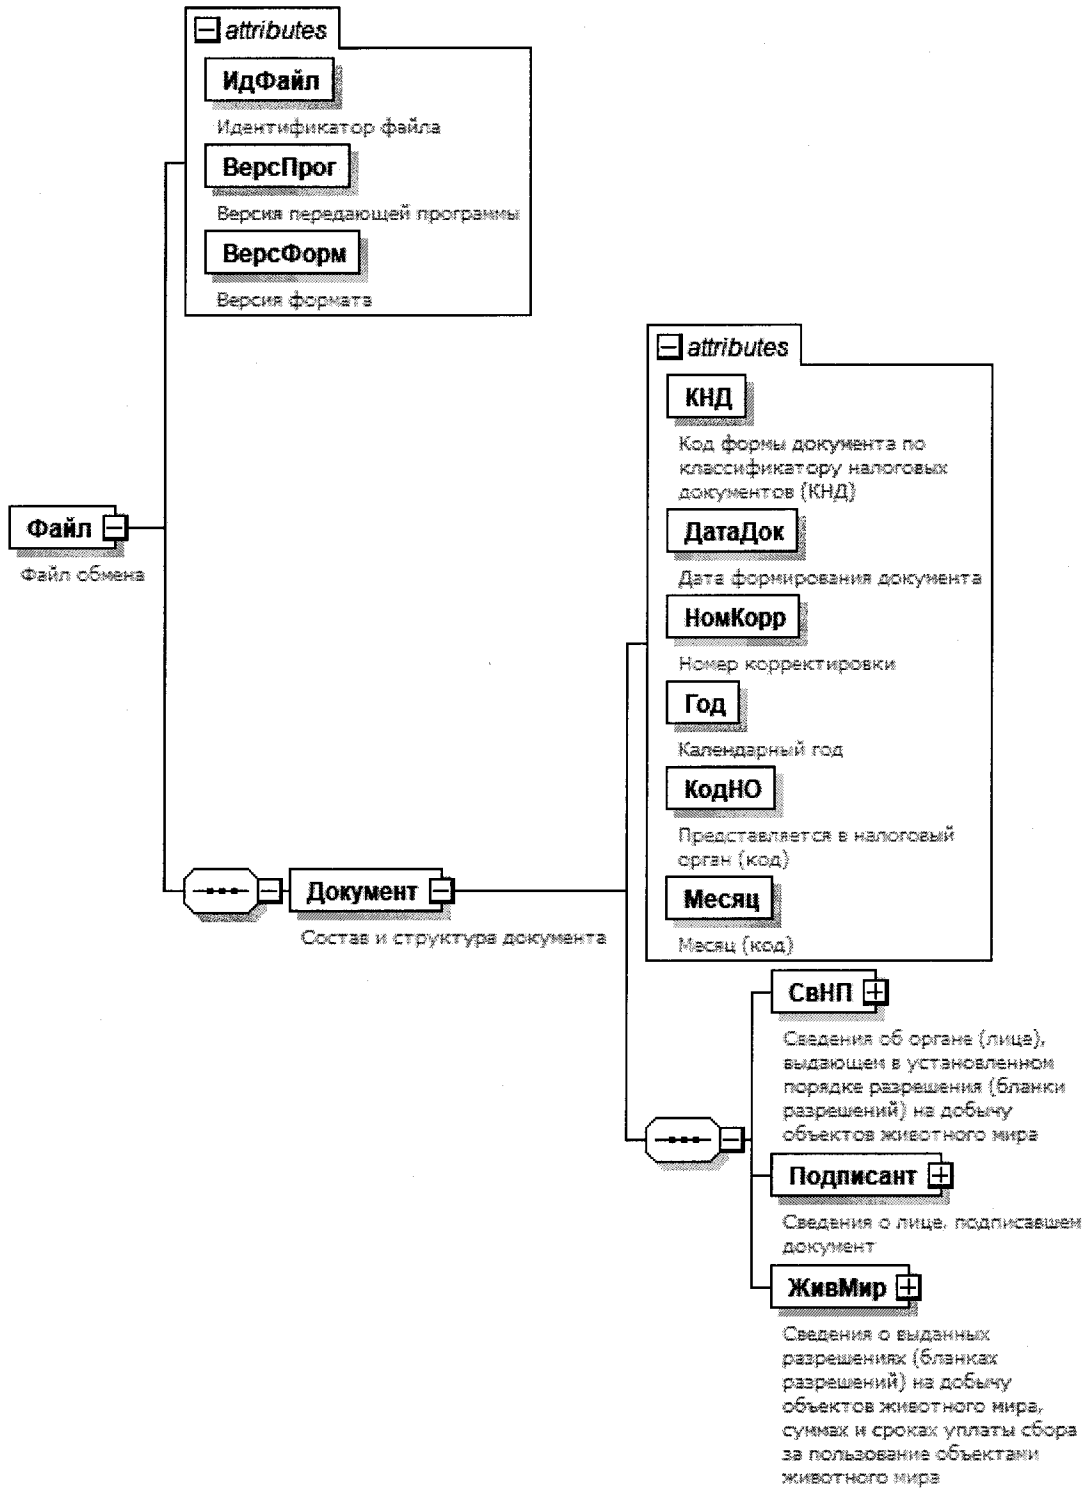 attributes
ИдФайл
Идентификатор файла
ВерсПрог
Версия передающей программы
ВерсФорм
Версия формата
attributes
КНД
Код формы документа по
классификатору налоговых
документов (КНД)
ДатаДок
Дата формирования документа
НомКорр
Номер корректировки
Год
Календарный год
КодНО
Представляется в налоговый
орган (код)
Месяц
Месяц (код)
Файл
Файл обмена
Документ
Состав и структура документа
СвНП
Сведения об органе (лице),
выдающем в установленном
порядке разрешения (бланки
разрешений) на добычу
объектов животного мира
Подписант
Сведения о лице, подписавшем
документ
ЖивМир
Сведения о выданных
разрешениях (бланках
разрешений) на добычу
объектов животного мира,
суммах и сроках уплаты сбора
за пользование объектами
животного мира